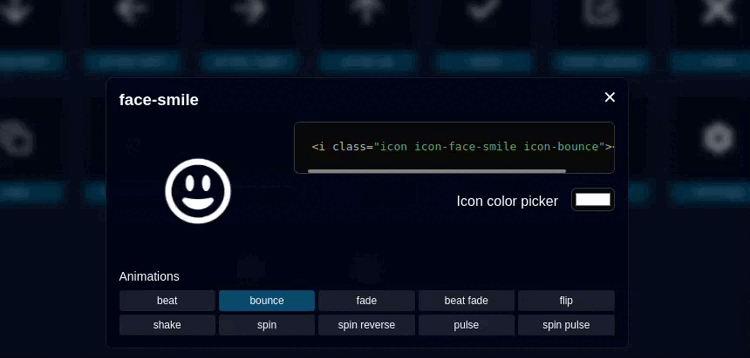 face-smile
<i class="icon icon-face-smile icon-bounce">
Icon color picker
Animations
beat
bounce
fade
beat fade
flip
shake
spin
spin reverse
pulse
spin pulse